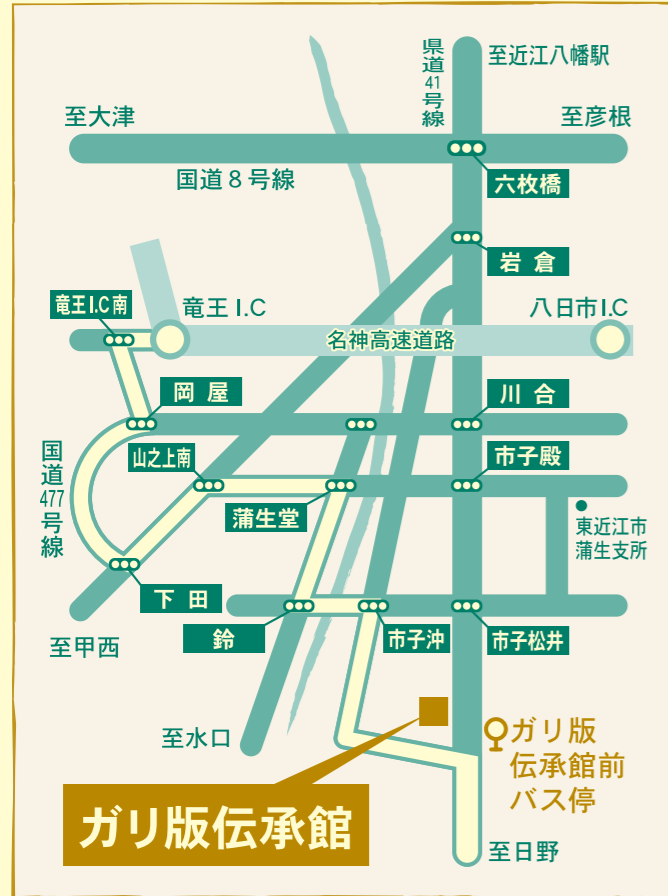 県道41号線
至近江八幡駅
至大津
至彦根
国道8号線
六枚橋
岩倉
竜王I.C南
竜王I.C
八日市I.C
名神高速道路
岡屋
川合
国道477号線
山之上南
市子殿
蒲生堂
東近江市
蒲生支所
下田
鈴
市子沖
市子松井
至甲西
至水口
ガリ版
伝承館前
バス停
ガリ版伝承館
至日野